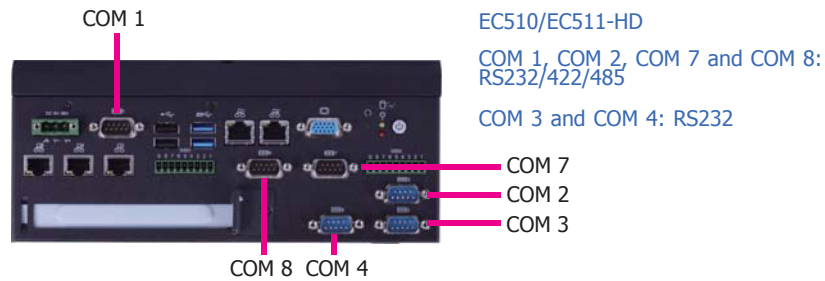 COM 1
EC510/EC511-HD
COM 1, COM 2, COM 7 and COM 8:
RS232/422/485
COM 3 and COM 4: RS232
COM 7
COM 2
COM 3
COM 8
COM 4